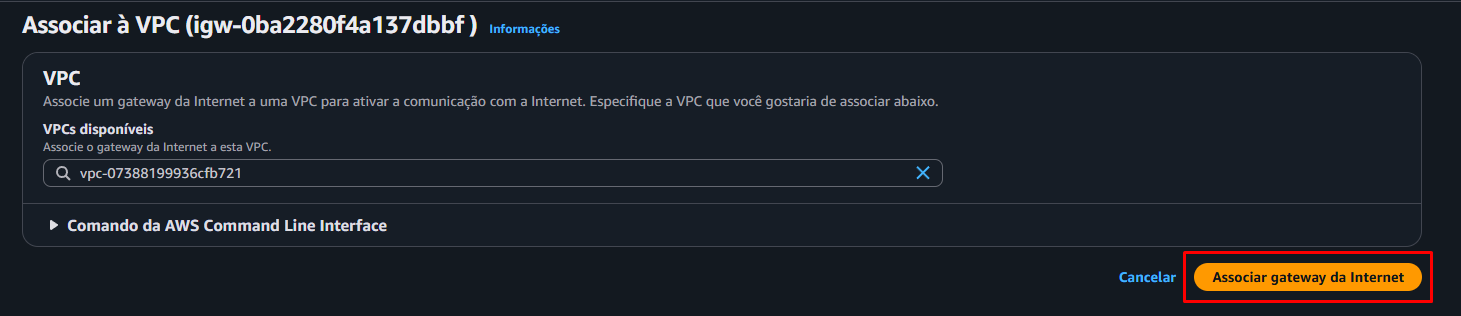 Associar à VPC (igw-0ba2280f4a137dbbf ) Informações
VPC
Associe um gateway da Internet a uma VPC para ativar a comunicação com a Internet. Especifique a VPC que você gostaria de associar abaixo.
VPCs disponíveis
Associe o gateway da Internet a esta VPC.
vpc-07388199936cfb721
Comando da AWS Command Line Interface
Cancelar Associar gateway da Internet